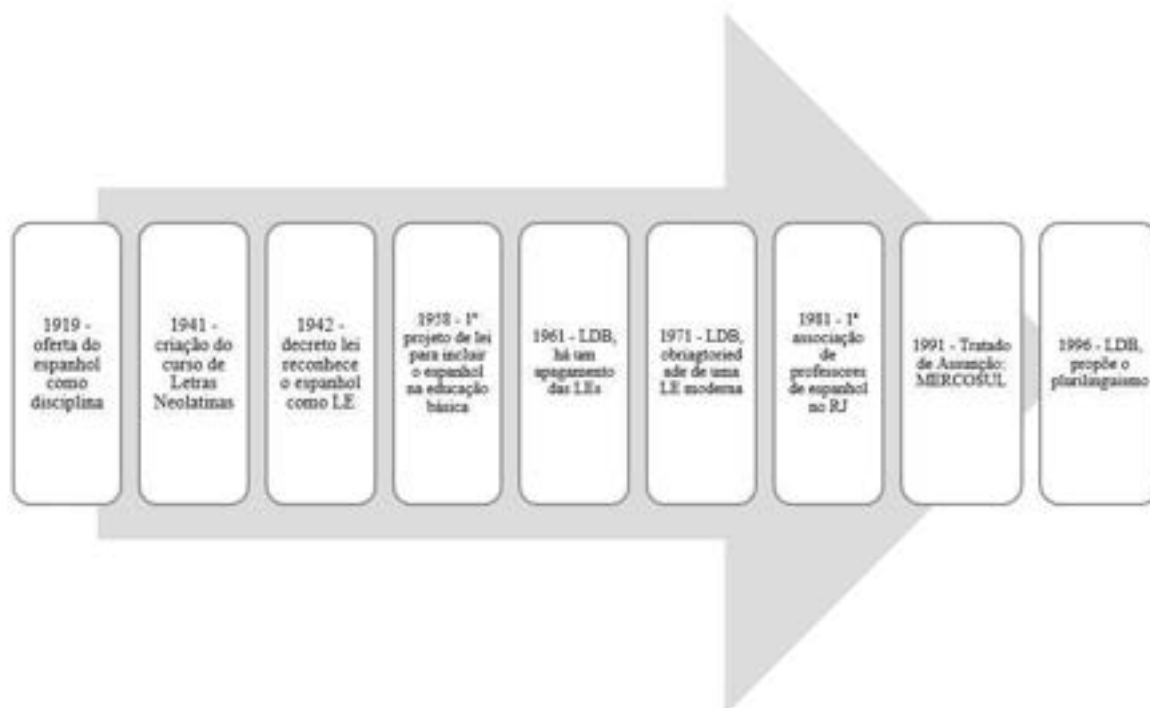 1919 -
oferta do
espanhol
como
disciplina
1941 -
criação do
curso de
Letras
Neolatinas
1942 -
decreto lei
reconhece
o espanhol
como LE
1958 - 1º
projeto de lei
para incluir
o espanhol
na educação
básica
1961 - LDB,
há um
apagamento
das LEs
1971 - LDB,
obriagtoried
ade de uma
LE moderna
1981 - 1ª
associação
de
professores
de espanhol
no RJ
1991 - Tratado
de Assunção:
MERCOSUL
1996 - LDB,
propõe o
plurilinguismo